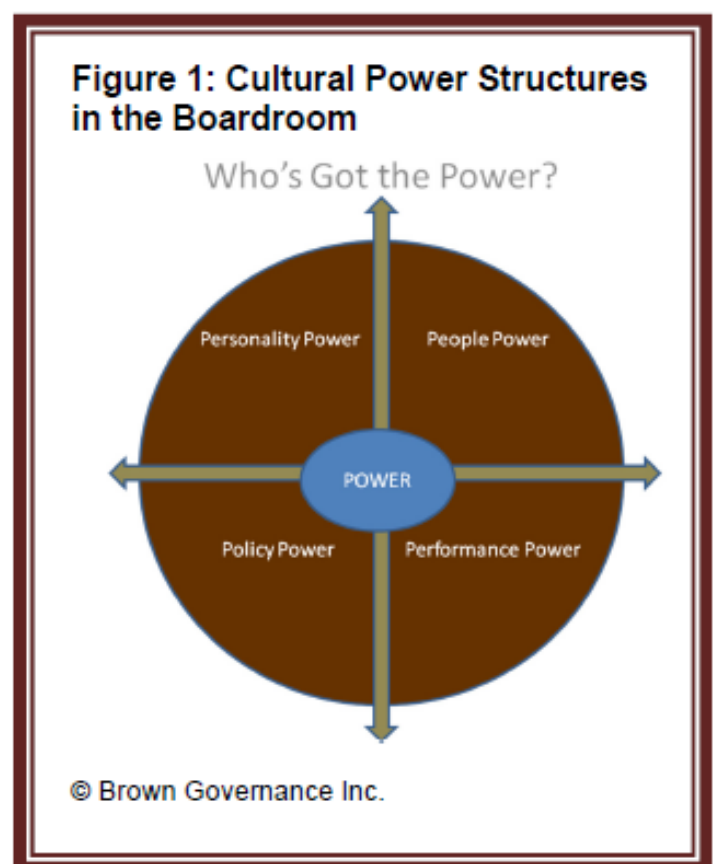 Figure 1: Cultural Power Structures
in the Boardroom
Who's Got the Power?
Personality Power
People Power
POWER
Policy Power
Performance Power
© Brown Governance Inc.